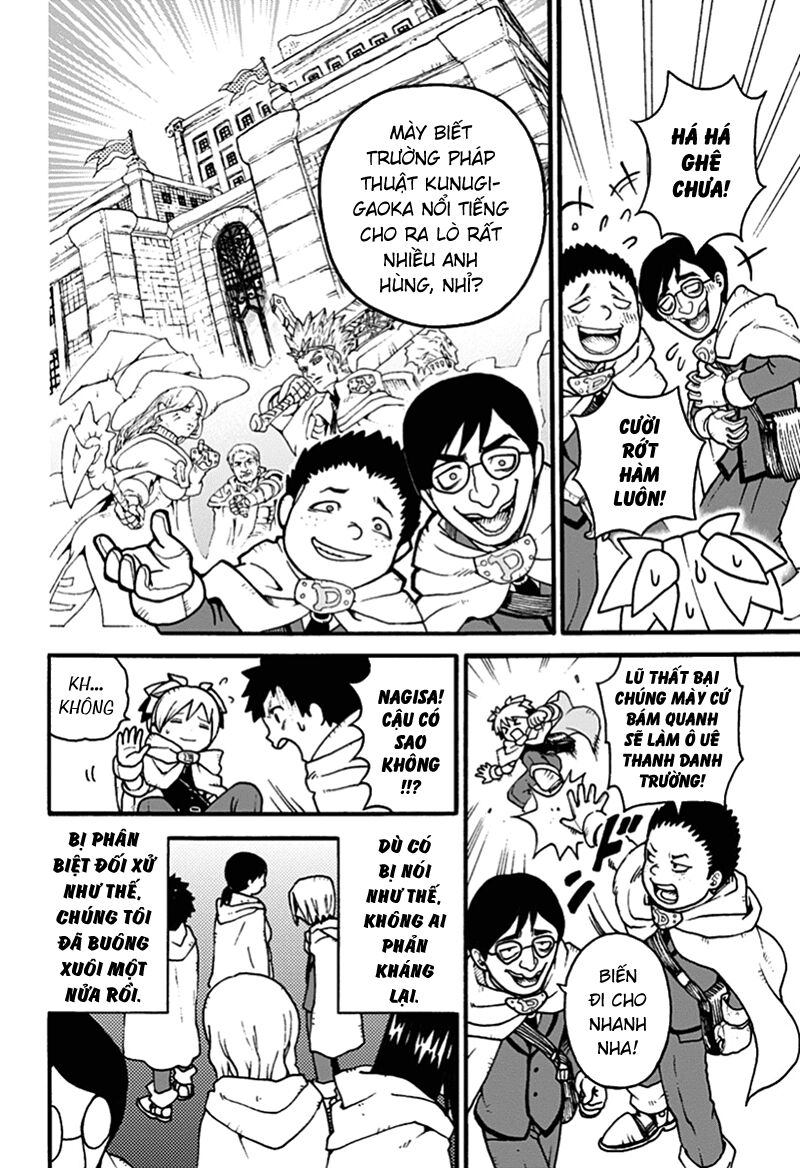 HÁ HÁ
GHÊ
CHƯA!
CƯỜI
RỚT
HÀM
LUÔN!
MÀY BIẾT
TRƯỜNG PHÁP
THUẬT KUNUGI-
GAOKA NỔI TIẾNG
CHO RA LÒ RẤT
NHIỀU ANH
HÙNG, NHỈ?
D
D
LŨ THẤT BẠI
CHÚNG MÀY CỨ
BÁM QUANH
SẼ LÀM Ô UẾ
THANH DANH
TRƯỜNG!
BIẾN
ĐI CHO
NHANH
NHA!
NAGISA!
CẬU CÓ
SAO
KHÔNG
!!?
KH...
KHÔNG
DÙ CÓ
BỊ NÓI
NHƯ THẾ,
KHÔNG AI
PHẢN
KHÁNG
LẠI.
BỊ PHÂN
BIỆT ĐỐI XỬ
NHƯ THẾ,
CHÚNG TÔI
ĐÃ BUÔNG
XUÔI MỘT
NỬA RỒI.